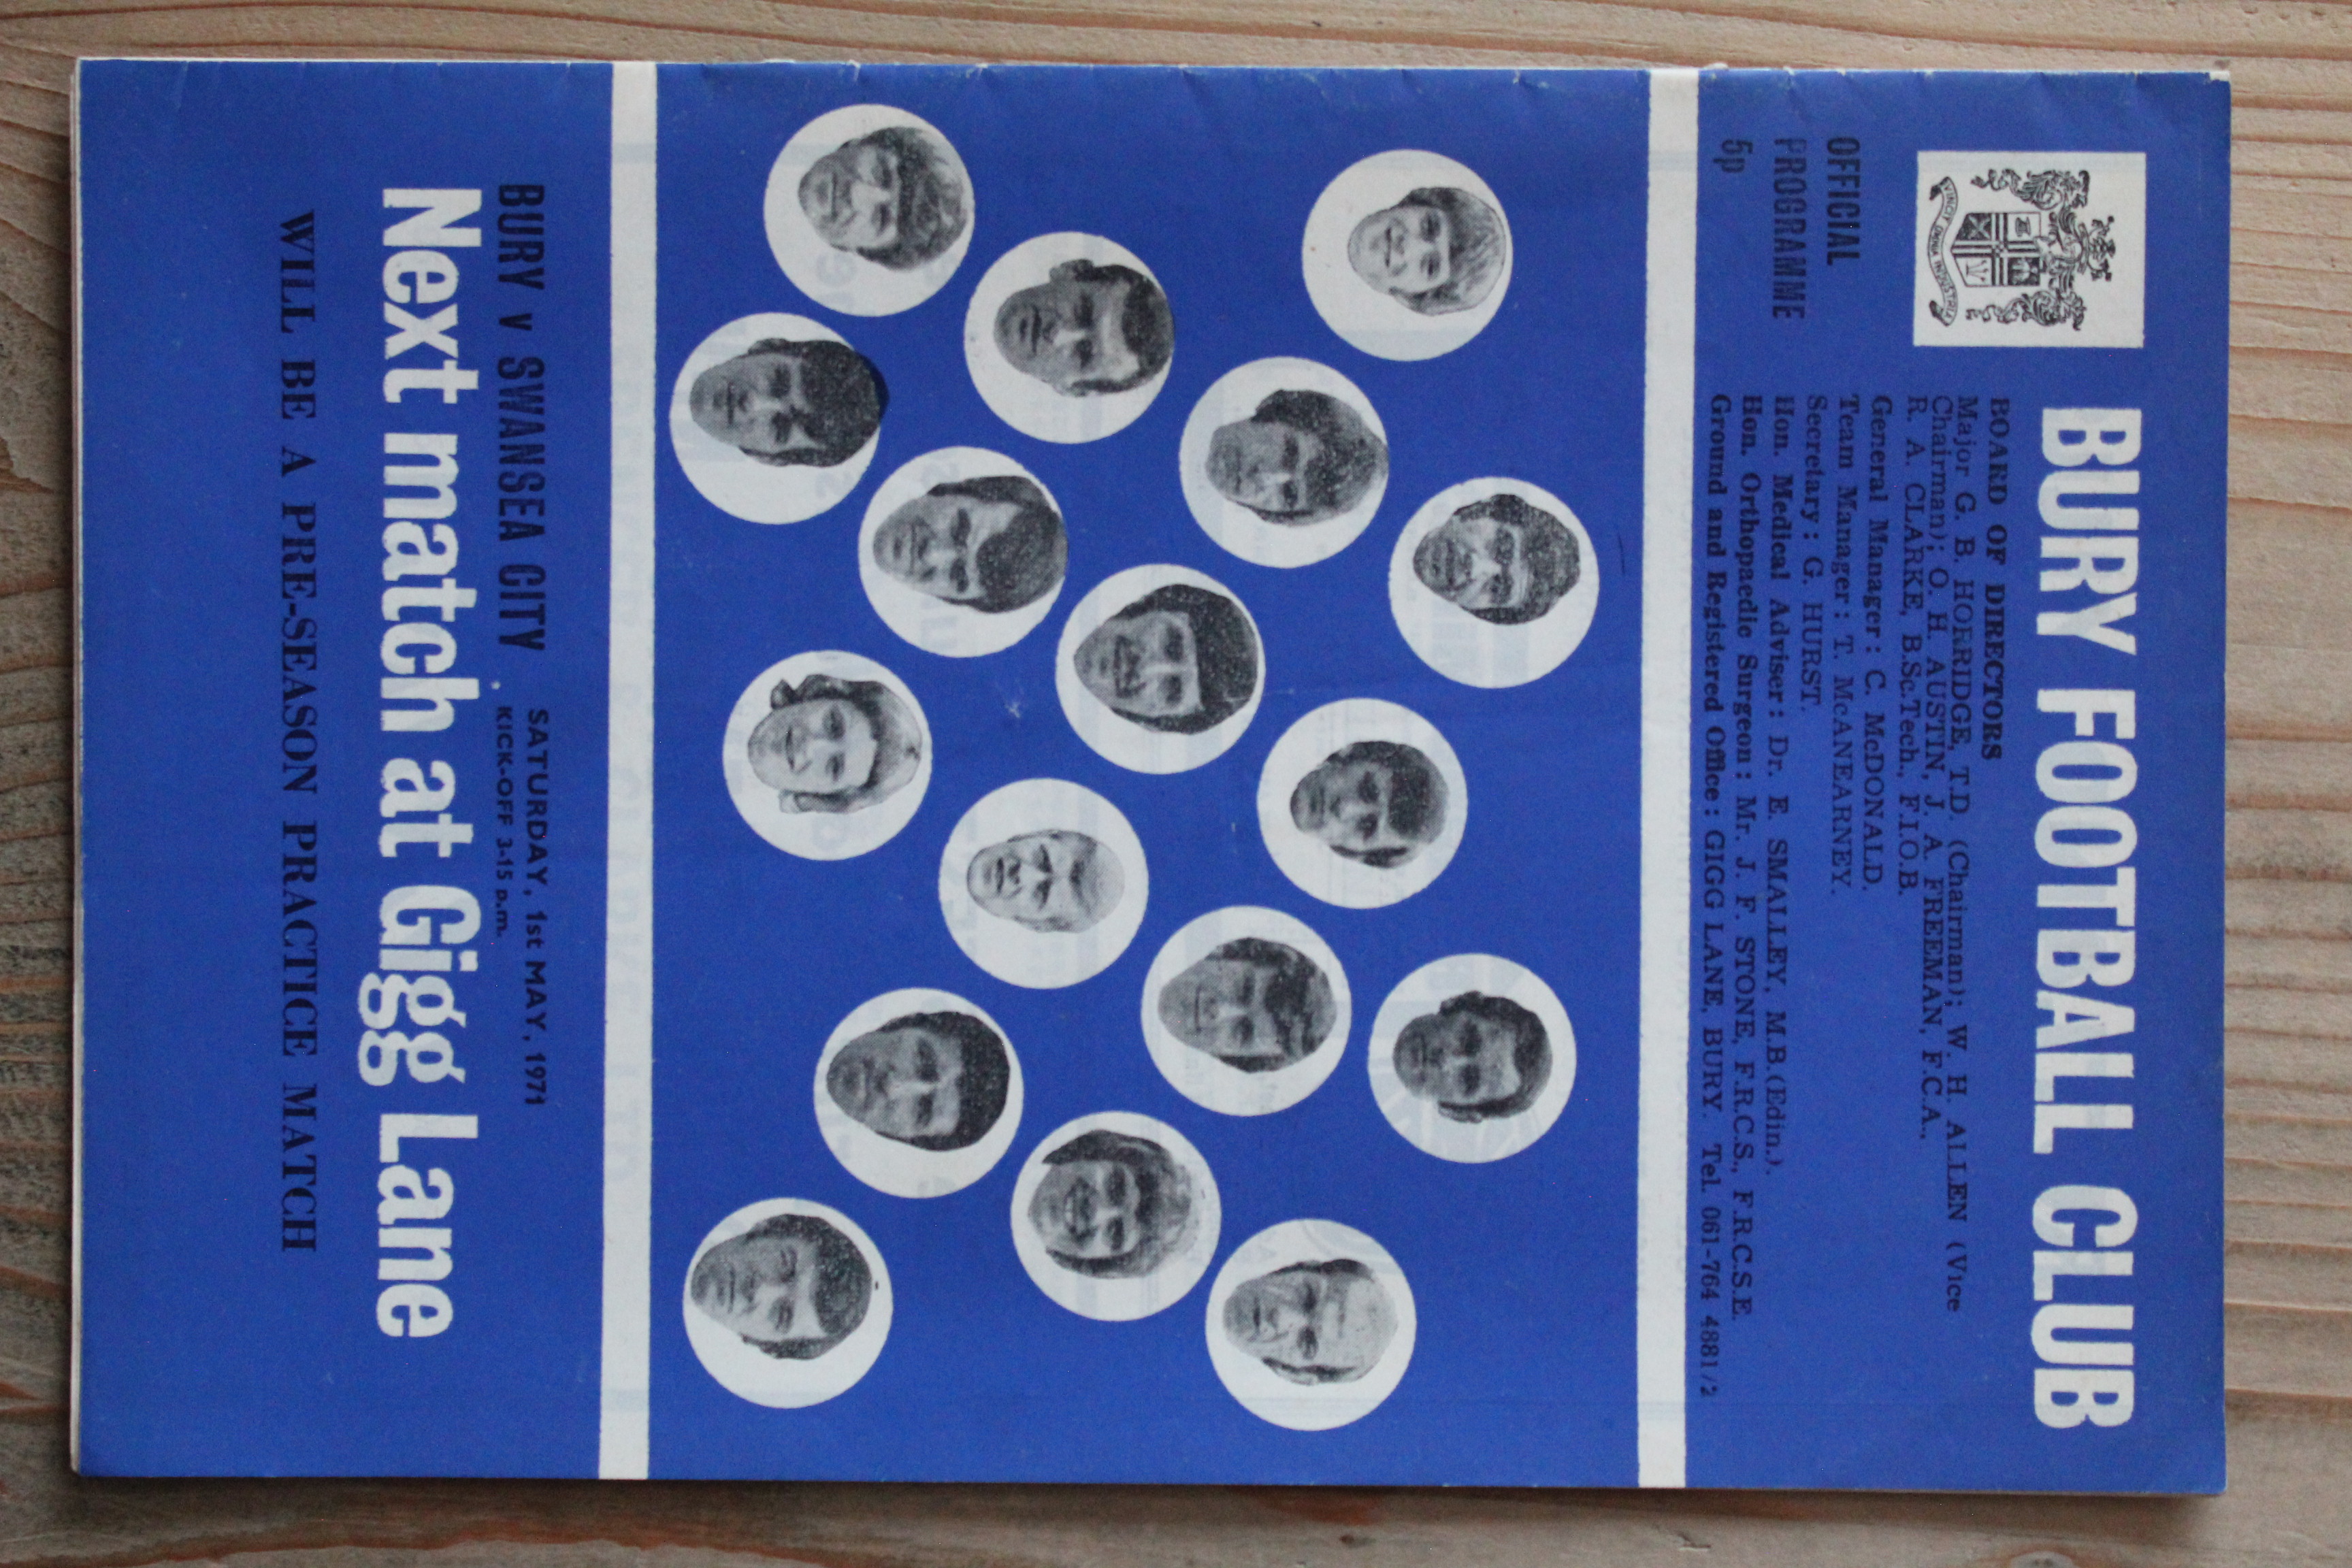 BURY FOOTBALL CLUB
VINCIT OMNIA INDUSTRIA
OFFICIAL
PROGRAMME
5p
BOARD OF DIRECTORS
Major G. B. HORRIDGE, T.D. (Chairman); W. H. ALLEN (Vice
Chairman); O. H. AUSTIN, J. A. FREEMAN, F.C.A.,
R. A. CLARKE, B.Sc.Tech., F.I.O.B.
General Manager: C. McDONALD.
Team Manager: T. McANEARNEY.
Secretary: G. HURST.
Hon. Medical Adviser: Dr. E. SMALLEY, M.B.(Edin.).
Hon. Orthopaedic Surgeon: Mr. J. F. STONE, F.R.C.S., F.R.C.S.E.
Ground and Registered Office: GIGG LANE, BURY. Tel. 061-764 4881/2
BURY v SWANSEA CITY SATURDAY, 1st MAY, 1971
KICK-OFF 3-15 p.m.
Next match at Gigg Lane
WILL BE A PRE-SEASON PRACTICE MATCH